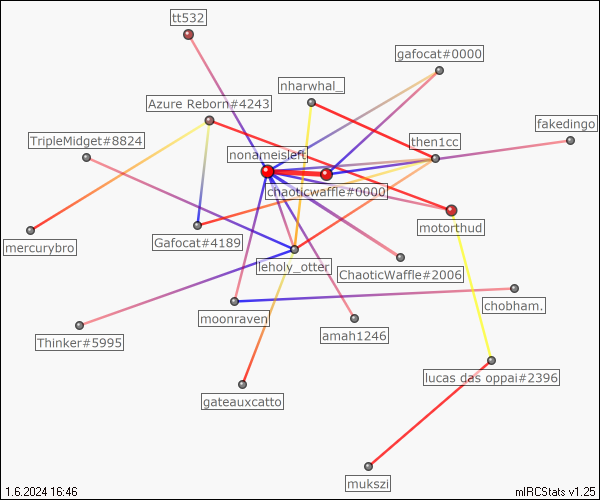 tt532
gafocat#0000
nharwhal_
Azure Reborn#4243
fakedingo
TripleMidget#8824
then1cc
nonameisleft
chaoticwaffle#0000
motorthud
mercurybro
Gafocat#4189
leholy_otter
ChaoticWaffle#2006
chobham.
moonraven
amah1246
Thinker#5995
lucas das oppai#2396
gateauxcatto
mukszi
1.6.2024 16:46
mIRCStats v1.25